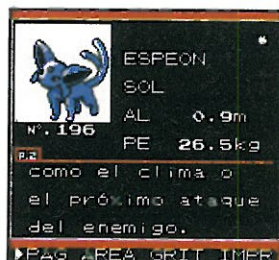 ESPEON
SOL
AL 0.9m
Nº.196
PE 26.5kg
P.2
como el clima o
el próximo ataque
del enemigo.
PAG AREA GRIT IMPR